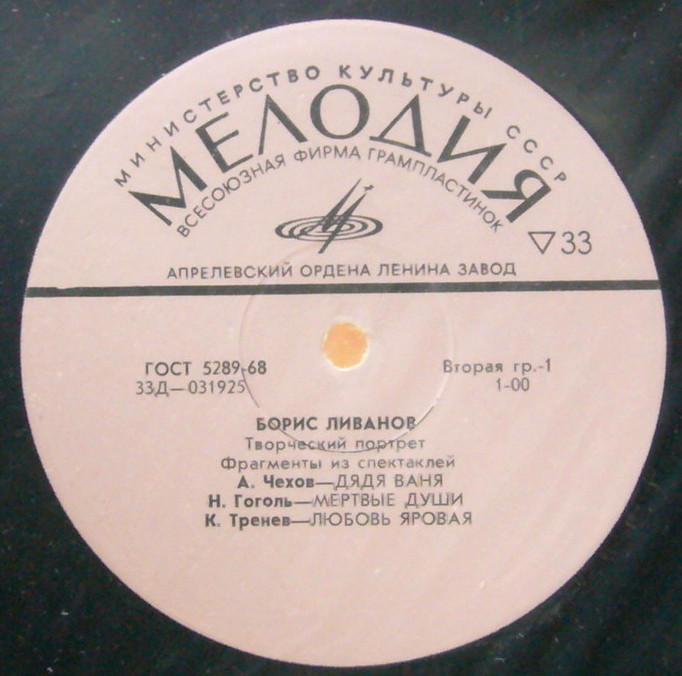 МИНИСТЕРСТВО КУЛЬТУРЫ СССР
МЕЛОДИЯ
ВСЕСОЮЗНАЯ ФИРМА ГРАМПЛАСТИНОК
▽33
АПРЕЛЕВСКИЙ ОРДЕНА ЛЕНИНА ЗАВОД
ГОСТ 5289-68 Вторая гр.-1
33Д—031925 1-00
БОРИС ЛИВАНОВ
Творческий портрет
Фрагменты из спектаклей
А. Чехов—ДЯДЯ ВАНЯ
Н. Гоголь—МЕРТВЫЕ ДУШИ
К. Тренев—ЛЮБОВЬ ЯРОВАЯ